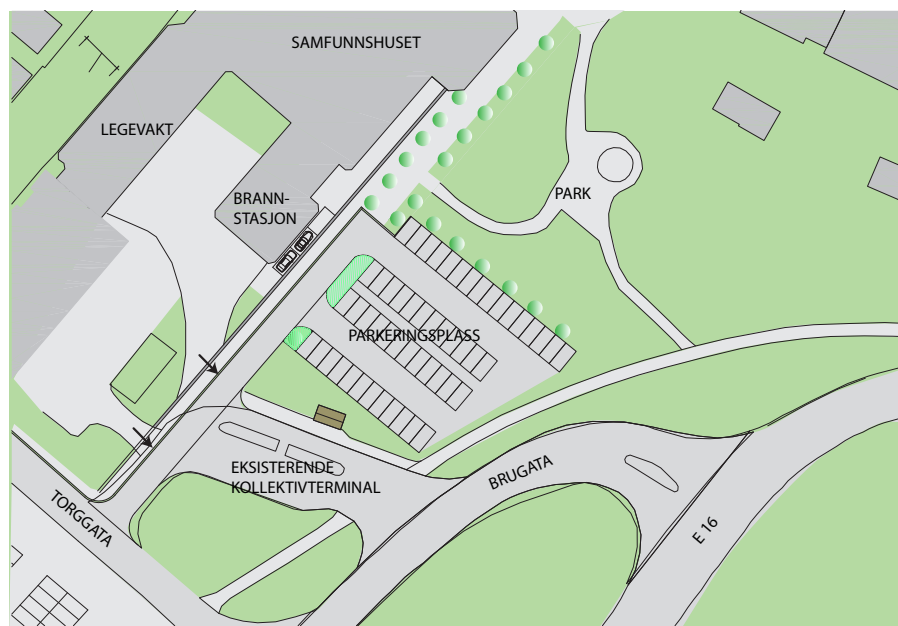 SAMFUNNSHUSET
LEGEVAKT
BRANN-
STASJON
PARK
PARKERINGSPLASS
EKSISTERENDE
KOLLEKTIVTERMINAL
BRUGATA
TORGGATA
E 16